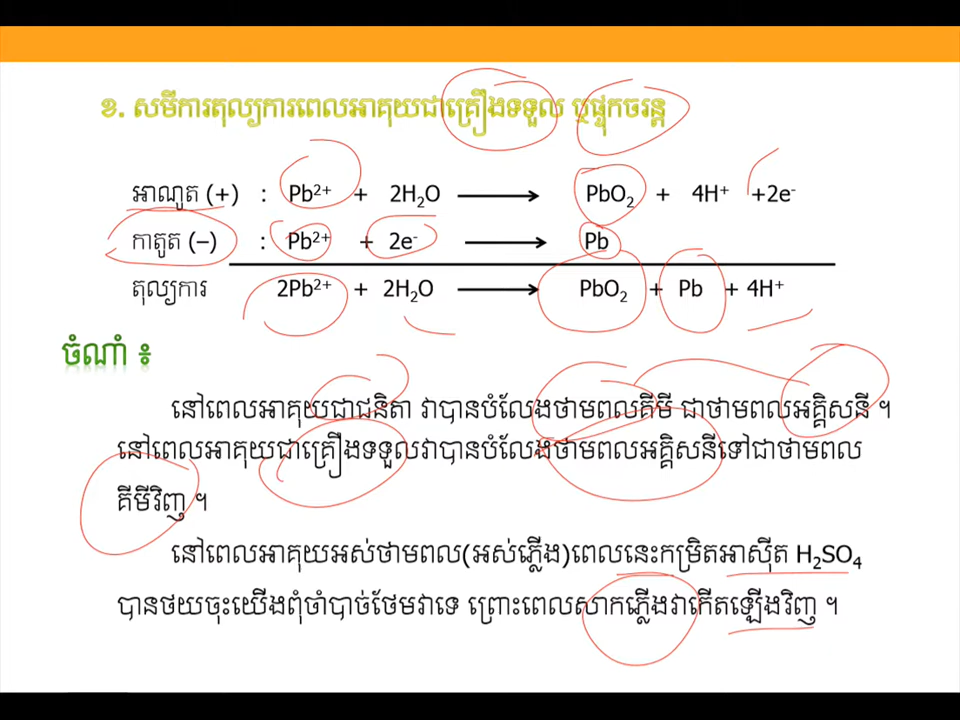 ខ. សមីការតុល្យការពេលអាគុយជាគ្រឿងទទួល ឬផ្ទុកចរន្ត
អាណូត (+) : Pb²⁺ + 2H₂O ⟶ PbO₂ + 4H⁺ +2e⁻
កាតូត (–) : Pb²⁺ + 2e⁻ ⟶ Pb
តុល្យការ 2Pb²⁺ + 2H₂O ⟶ PbO₂ + Pb + 4H⁺
ចំណាំ ៖
នៅពេលអាគុយជាជនិតា វាបានបំលែងថាមពលគីមី ជាថាមពលអគ្គិសនី ។
នៅពេលអាគុយជាគ្រឿងទទួលវាបានបំលែងថាមពលអគ្គិសនីទៅជាថាមពល
គីមីវិញ ។
នៅពេលអាគុយអស់ថាមពល(អស់ភ្លើង)ពេលនេះកម្រិតអាស៊ីត H₂SO₄
បានថយចុះយើងពុំចាំបាច់ថែមវាទេ ព្រោះពេលសាកភ្លើងវាកើតឡើងវិញ ។